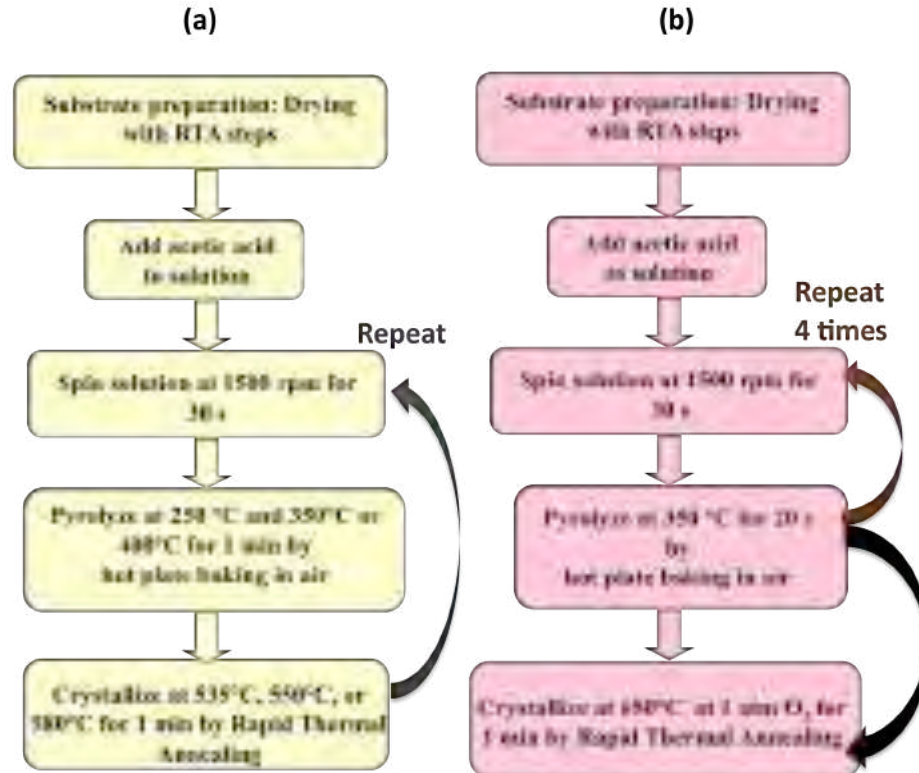 (a)
Substrate preparation: Drying
with RTA steps
Add acetic acid
to solution
Repeat
Spin solution at 1500 rpm for
30 s
Pyrolyze at 250 °C and 350°C or
400°C for 1 min by
hot plate baking in air
Crystallize at 535°C, 550°C, or
580°C for 1 min by Rapid Thermal
Annealing
(b)
Substrate preparation: Drying
with RTA steps
Add acetic acid
solution
Repeat
4 times
Spin solution at 1500 rpm for
30 s
Pyrolyze at 350 °C for 20 s
by
hot plate baking in air
Crystallize at 650°C at 1 atm O₂ for
1 min by Rapid Thermal Annealing